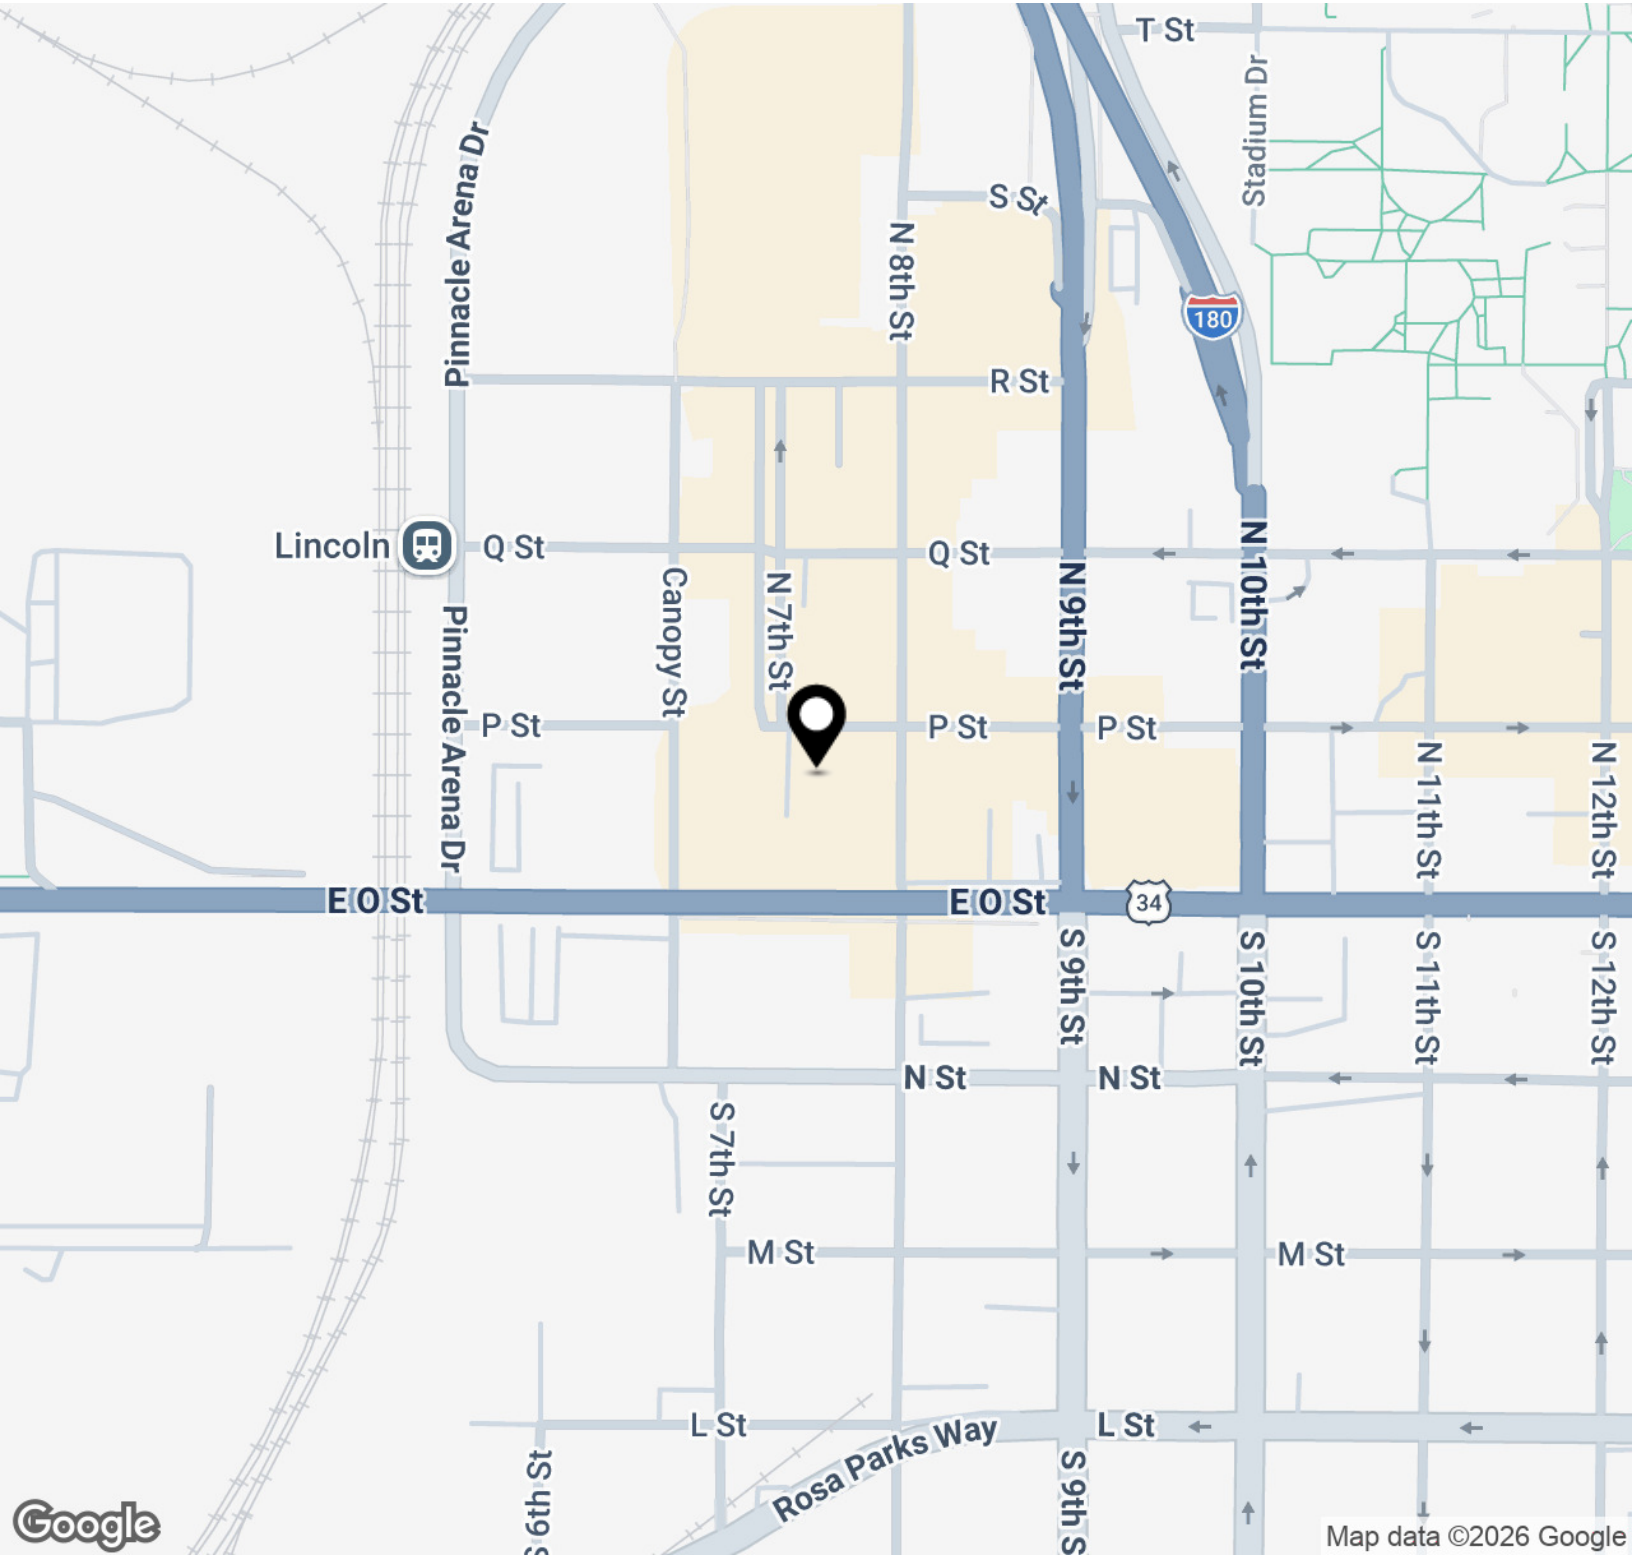 T St
Stadium Dr
Pinnacle Arena Dr
S St
N 8th St
180
R St
Lincoln
Q St
Q St
N 10th St
Canopy St
N 7th St
N 9th St
Pinnacle Arena Dr
P St
P St
P St
N 11th St
N 12th St
E O St
E O St
34
S 9th St
S 10th St
S 11th St
S 12th St
N St
N St
S 7th St
M St
M St
L St
L St
Rosa Parks Way
S 6th St
S 9th S
Google
Map data ©2026 Google